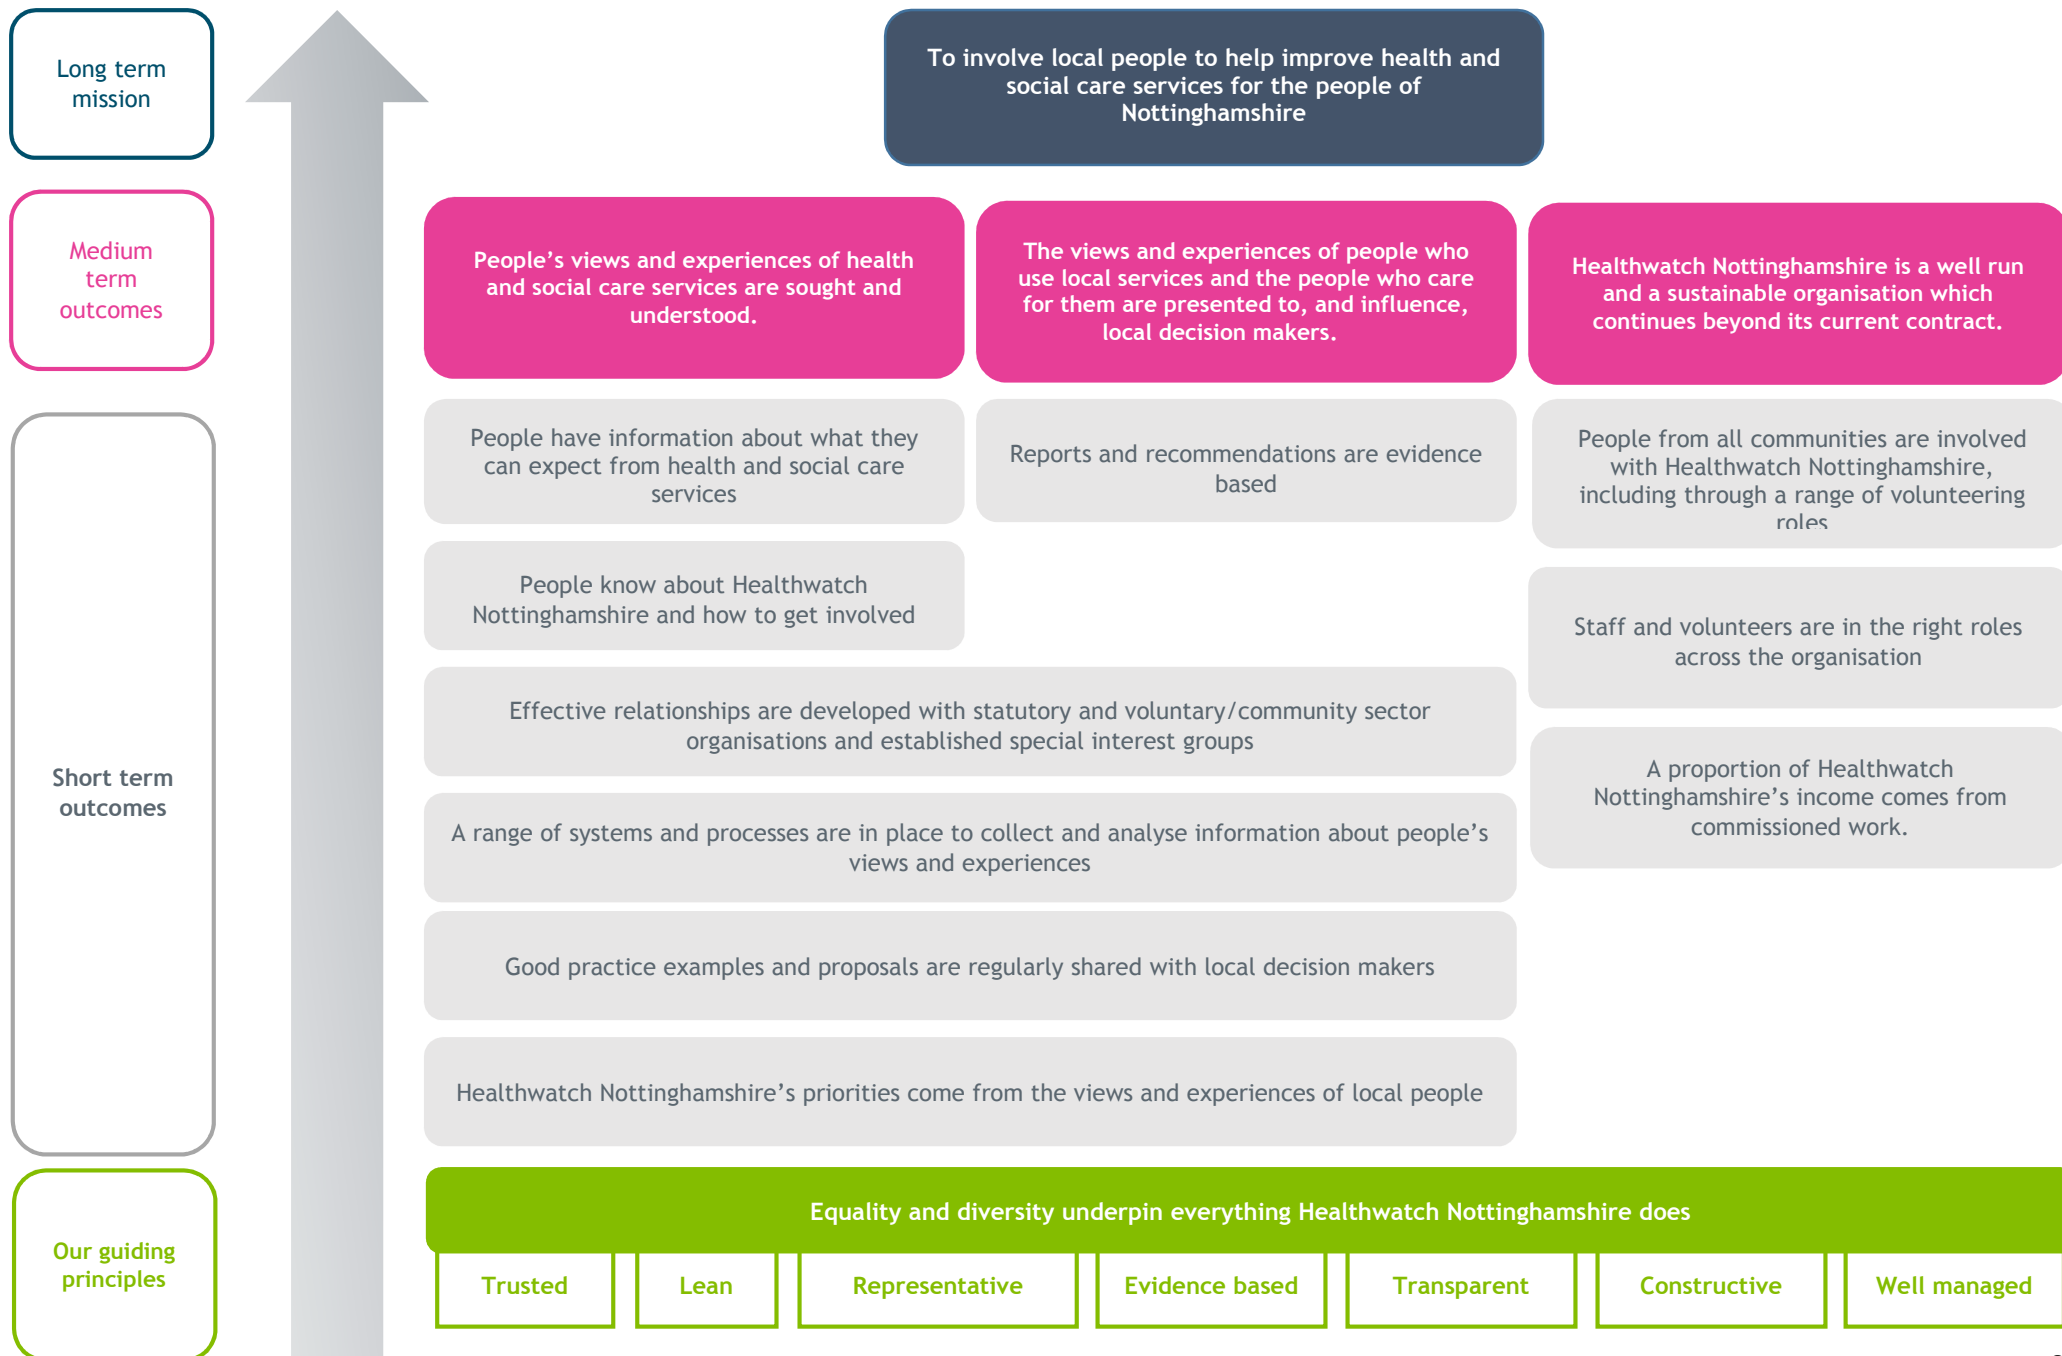 Long term
mission
To involve local people to help improve health and
social care services for the people of
Nottinghamshire
Medium
term
outcomes
People’s views and experiences of health
and social care services are sought and
understood.
The views and experiences of people who
use local services and the people who care
for them are presented to, and influence,
local decision makers.
Healthwatch Nottinghamshire is a well run
and a sustainable organisation which
continues beyond its current contract.
Short term
outcomes
People have information about what they
can expect from health and social care
services
Reports and recommendations are evidence
based
People from all communities are involved
with Healthwatch Nottinghamshire,
including through a range of volunteering
roles
People know about Healthwatch
Nottinghamshire and how to get involved
Staff and volunteers are in the right roles
across the organisation
Effective relationships are developed with statutory and voluntary/community sector
organisations and established special interest groups
A proportion of Healthwatch
Nottinghamshire’s income comes from
commissioned work.
A range of systems and processes are in place to collect and analyse information about people’s
views and experiences
Good practice examples and proposals are regularly shared with local decision makers
Healthwatch Nottinghamshire’s priorities come from the views and experiences of local people
Our guiding
principles
Equality and diversity underpin everything Healthwatch Nottinghamshire does
Trusted
Lean
Representative
Evidence based
Transparent
Constructive
Well managed